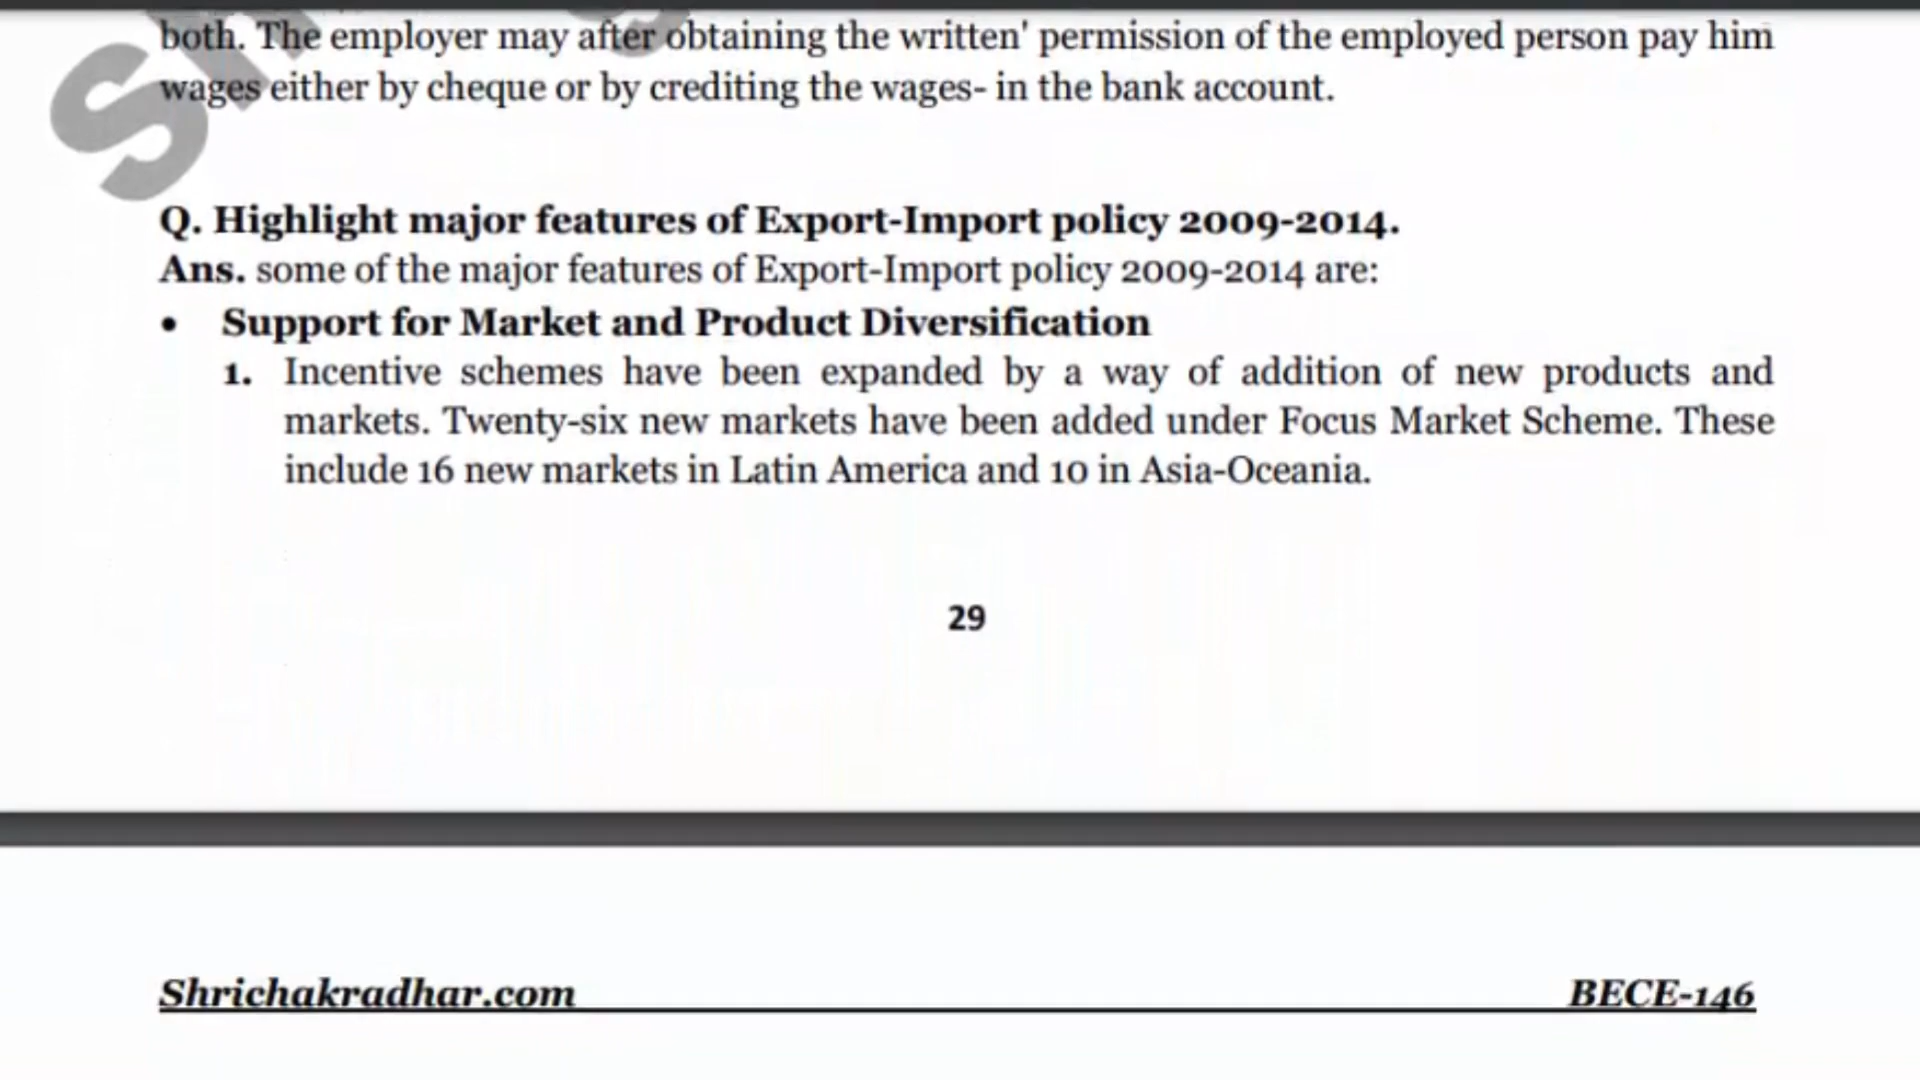 both. The employer may after obtaining the written' permission of the employed person pay him
wages either by cheque or by crediting the wages- in the bank account.
Q. Highlight major features of Export-Import policy 2009-2014.
Ans. some of the major features of Export-Import policy 2009-2014 are:
• Support for Market and Product Diversification
1. Incentive schemes have been expanded by a way of addition of new products and
markets. Twenty-six new markets have been added under Focus Market Scheme. These
include 16 new markets in Latin America and 10 in Asia-Oceania.
29
Shrichakradhar.com BECE-146